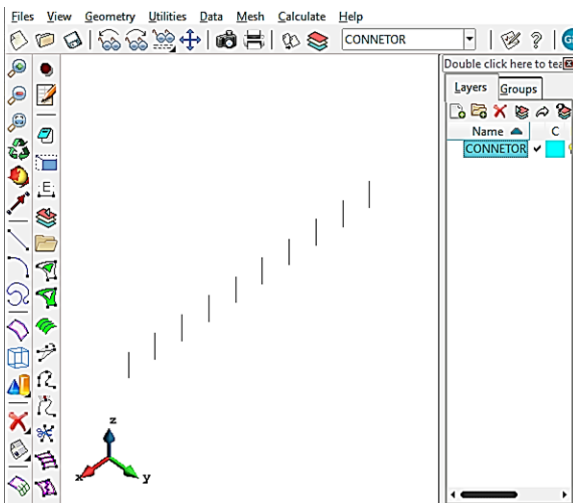 Files View Geometry Utilities Data Mesh Calculate Help
CONNETOR
Double click here to tea
Layers Groups
Name C
CONNETOR
E
z
x y